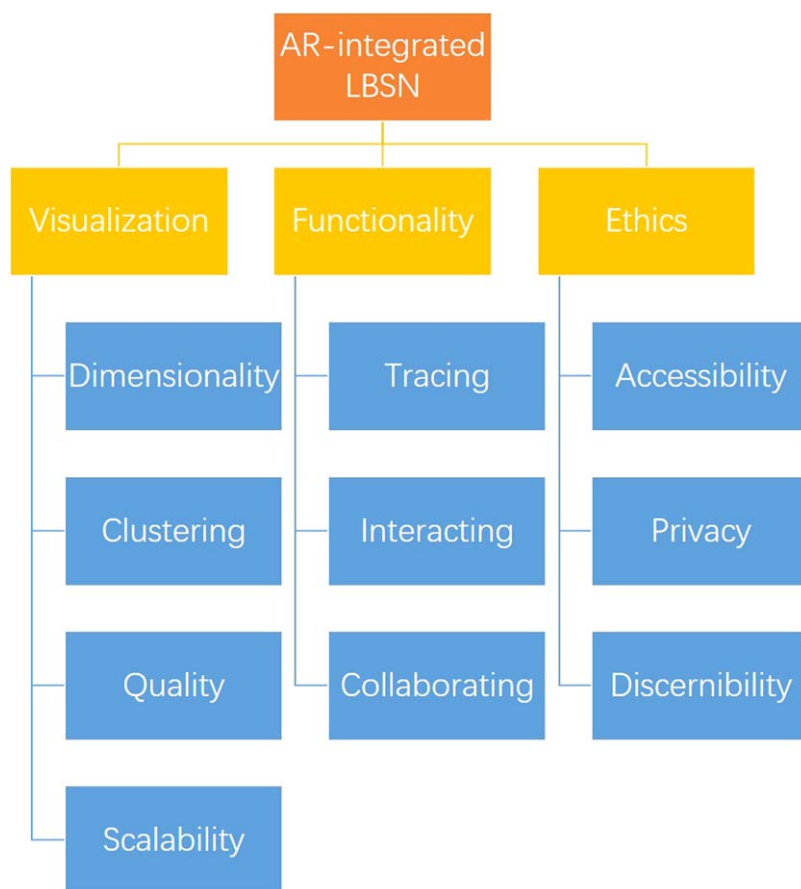 AR-integrated
LBSN
Visualization
Functionality
Ethics
Dimensionality
Tracing
Accessibility
Clustering
Interacting
Privacy
Quality
Collaborating
Discernibility
Scalability